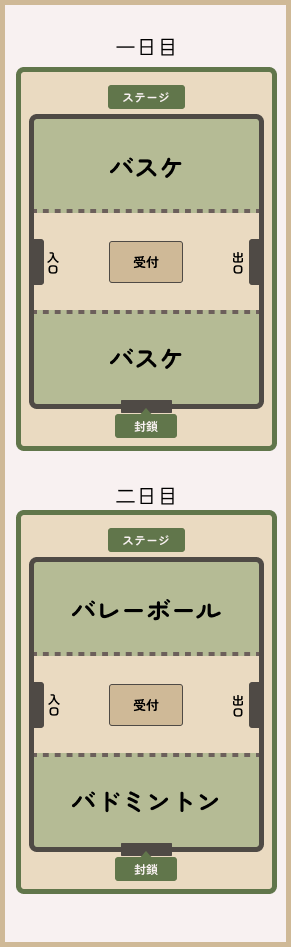 一日目
ステージ
バスケ
入口
受付
出口
バスケ
封鎖
二日目
ステージ
バレーボール
入口
受付
出口
バドミントン
封鎖